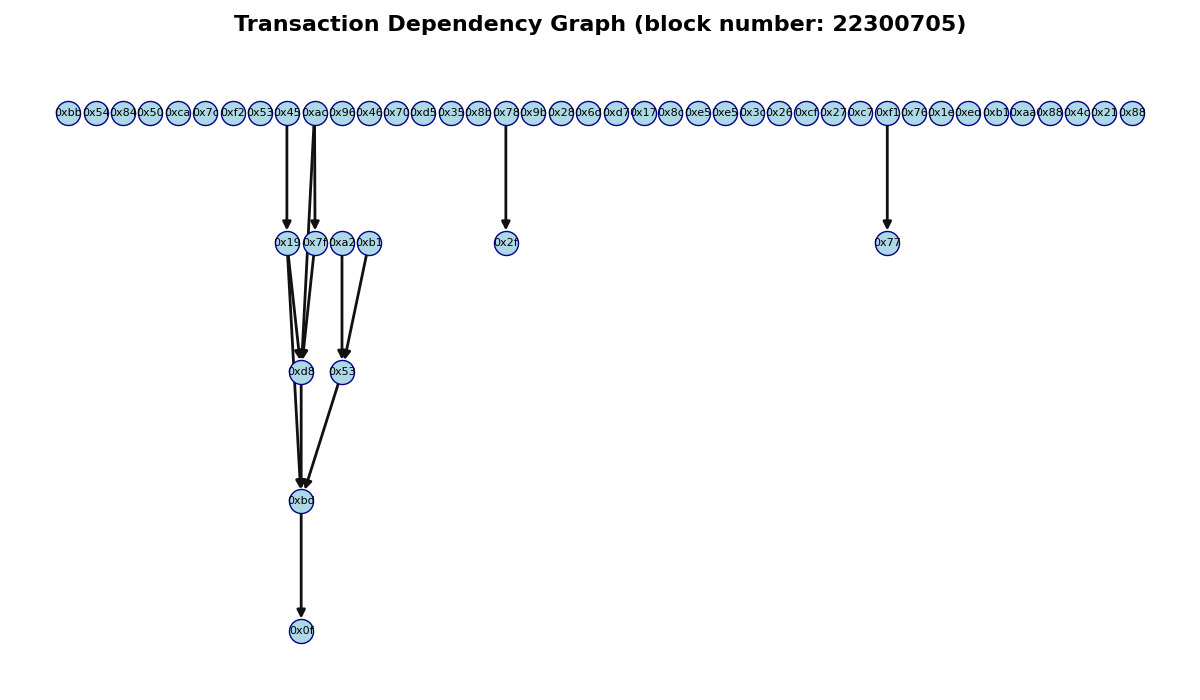 Transaction Dependency Graph (block number: 22300705)
0xbb 0x54 0x84 0x50 0xca 0x7c 0xf2 0x53 0x45 0xac 0x96 0x46 0x70 0xd5 0x35 0x8b 0x78 0x9b 0x28 0x6d 0xd7 0x17 0x8c 0xe5 0xe5 0x3c 0x26 0xcf 0x27 0xc7 0xf1 0x76 0x1e 0xed 0xb1 0xaa 0x88 0x4c 0x21 0x88
0x19 0x7f 0xa2 0xb1 0x2f 0x77
0xd8 0x53
0xbd
0x0f